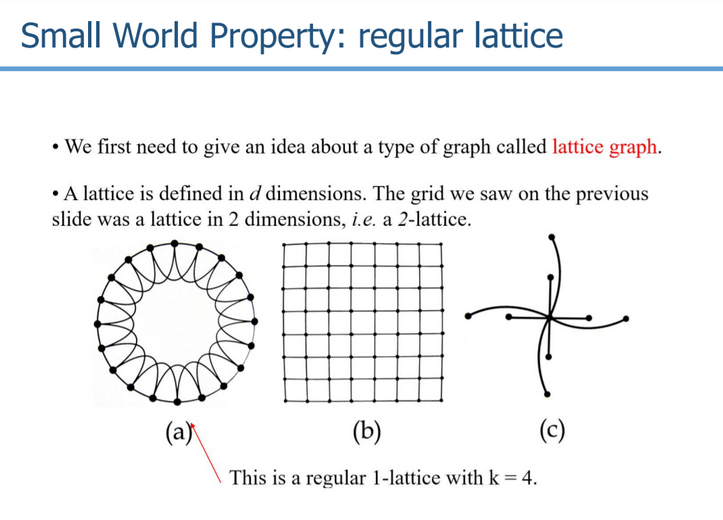 Small World Property: regular lattice
• We first need to give an idea about a type of graph called lattice graph.
• A lattice is defined in d dimensions. The grid we saw on the previous
slide was a lattice in 2 dimensions, i.e. a 2-lattice.
(a) (b) (c)
This is a regular 1-lattice with k = 4.